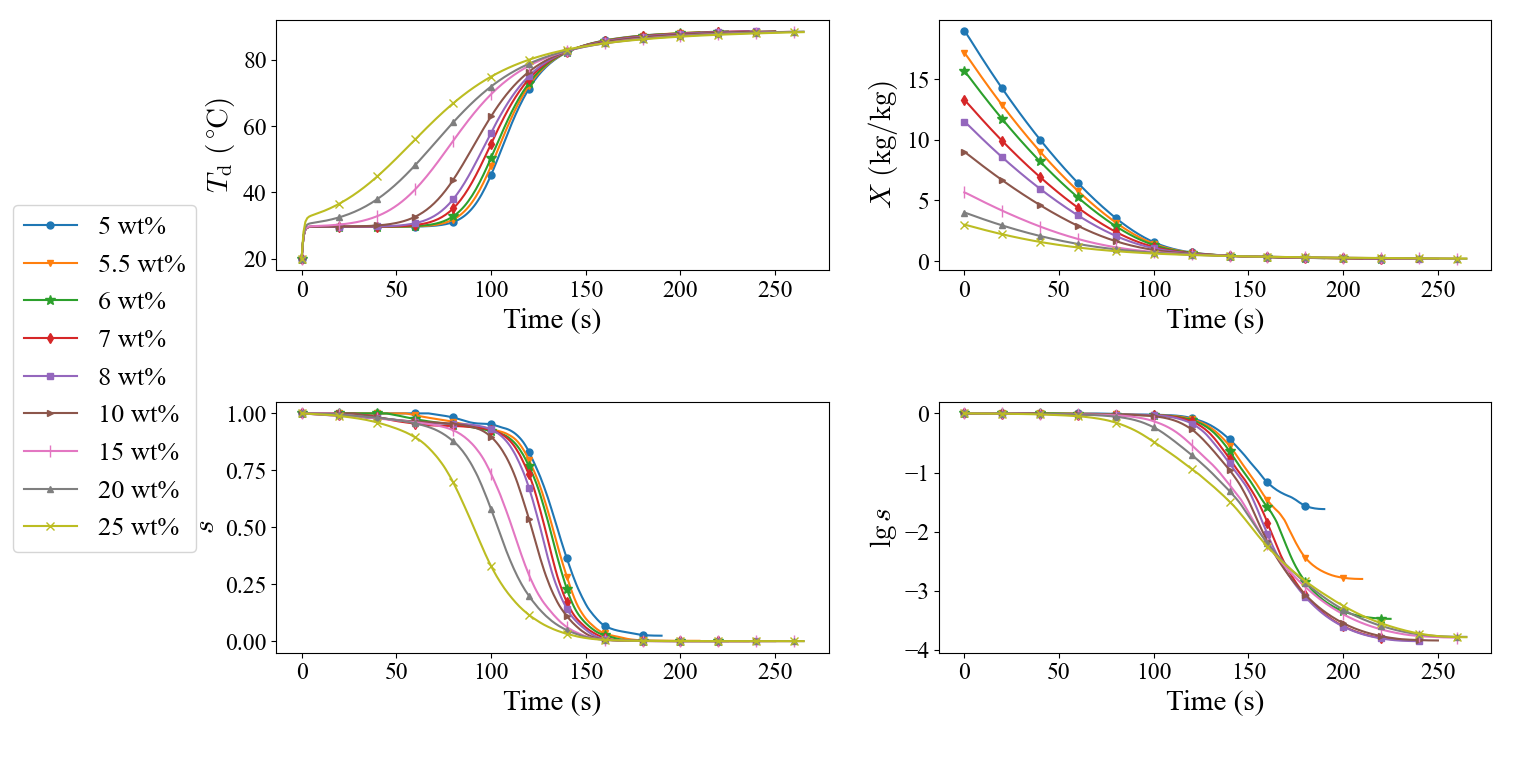 80
60
40
20
T_d (°C)
0 50 100 150 200 250
Time (s)
15
10
5
0
X (kg/kg)
0 50 100 150 200 250
Time (s)
5 wt%
5.5 wt%
6 wt%
7 wt%
8 wt%
10 wt%
15 wt%
20 wt%
25 wt%
1.00
0.75
0.50
0.25
0.00
s
0 50 100 150 200 250
Time (s)
0
−1
−2
−3
−4
lg s
0 50 100 150 200 250
Time (s)